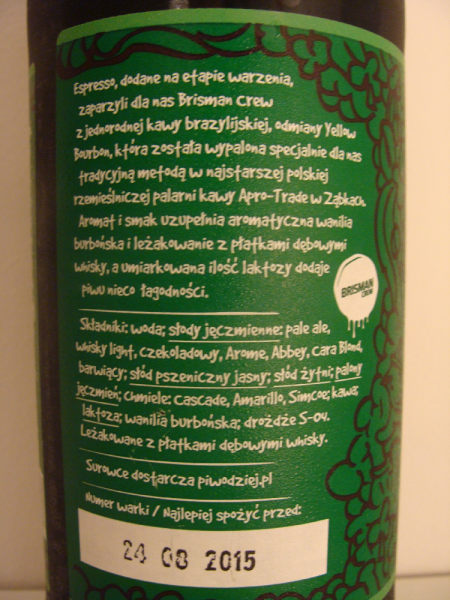 Espresso, dodane na etapie warzenia,
zaparzyli dla nas Brisman Crew
z jednorodnej kawy brazylijskiej, odmiany Yellow
Bourbon, która została wypalona specjalnie dla nas
tradycyjną metodą w najstarszej polskiej
rzemieślniczej palarni kawy Apro-Trade w Ząbkach.
Aromat i smak uzupełnia aromatyczna wanilia
burbońska i leżakowanie z płatkami dębowymi
whisky, a umiarkowana ilość laktozy dodaje
piwu nieco łagodności.
BRISMAN
CREW
Składniki: woda; słody jęczmienne: pale ale,
whisky light, czekoladowy, Arome, Abbey, Cara Blond,
barwiący; słód pszeniczny jasny; słód żytni; palony
jęczmień; chmiele: Cascade, Amarillo, Simcoe; kawa;
laktoza; wanilia burbońska; drożdże S-04.
Leżakowane z płatkami dębowymi whisky.
Surowce dostarcza piwodziej.pl
Numer warki / Najlepiej spożyć przed:
24 08 2015